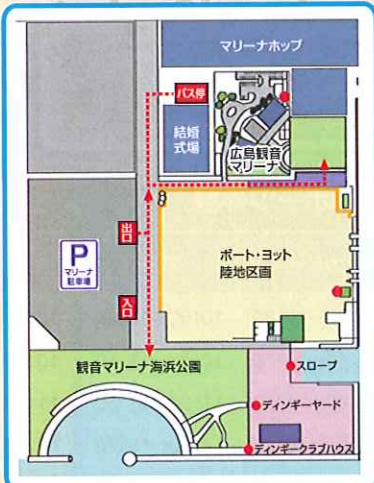 マリーナホップ
バス停
結婚
式場
広島観音
マリーナ
出口
P
マリーナ
駐車場
ボート・ヨット
陸地区画
入口
観音マリーナ海浜公園
スロープ
ディンギーヤード
ディンギークラブハウス